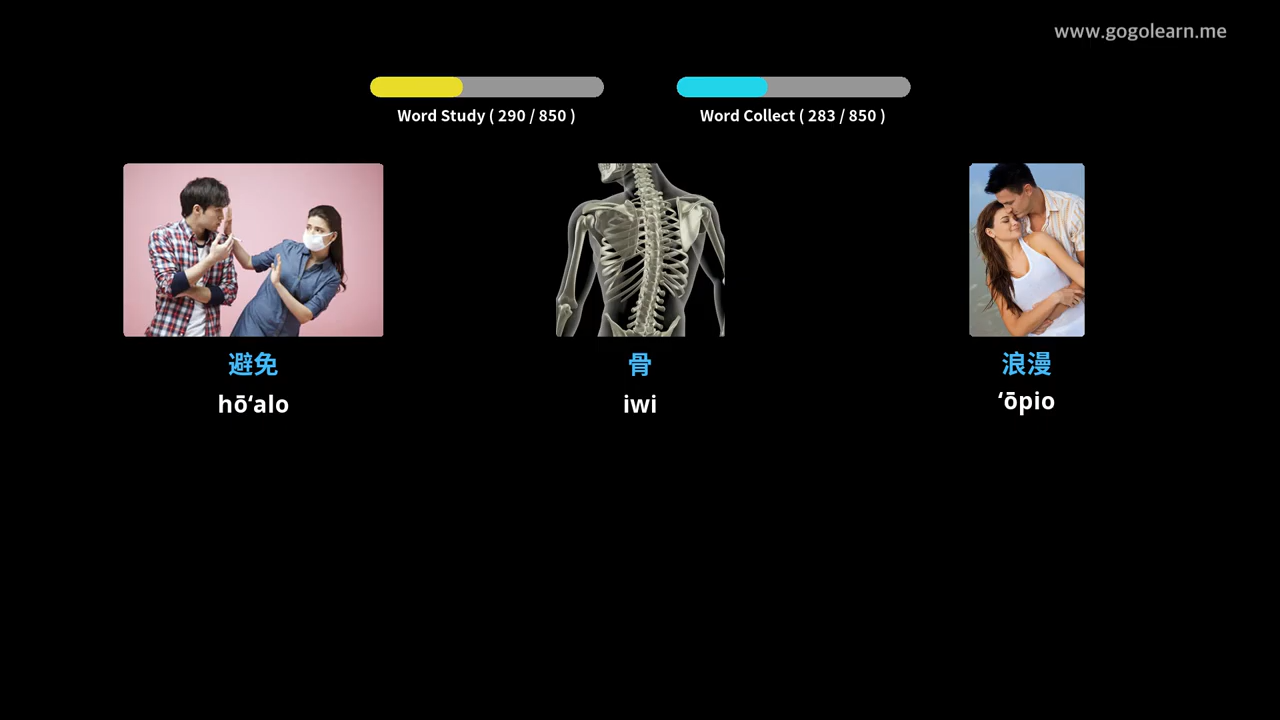 www.gogolearn.me
Word Study ( 290 / 850 )
Word Collect ( 283 / 850 )
避免
骨
浪漫
hōʻalo
iwi
ʻōpio